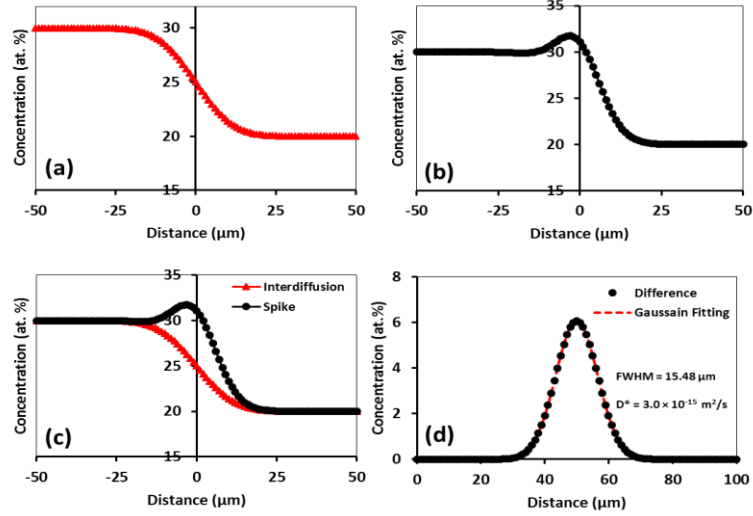 35
30
25
20
15
Concentration (at. %)
(a)
-50 -25 0 25 50
Distance (μm)
35
30
25
20
15
Concentration (at. %)
(b)
-50 -25 0 25 50
Distance (μm)
35
30
25
20
15
Concentration (at.%)
Interdiffusion
Spike
(c)
-50 -25 0 25 50
Distance (μm)
8
6
4
2
0
Concentration (at. %)
Difference
Gaussain Fitting
FWHM = 15.48 μm
D* = 3.0 × 10⁻¹⁵ m²/s
(d)
0 20 40 60 80 100
Distance (μm)